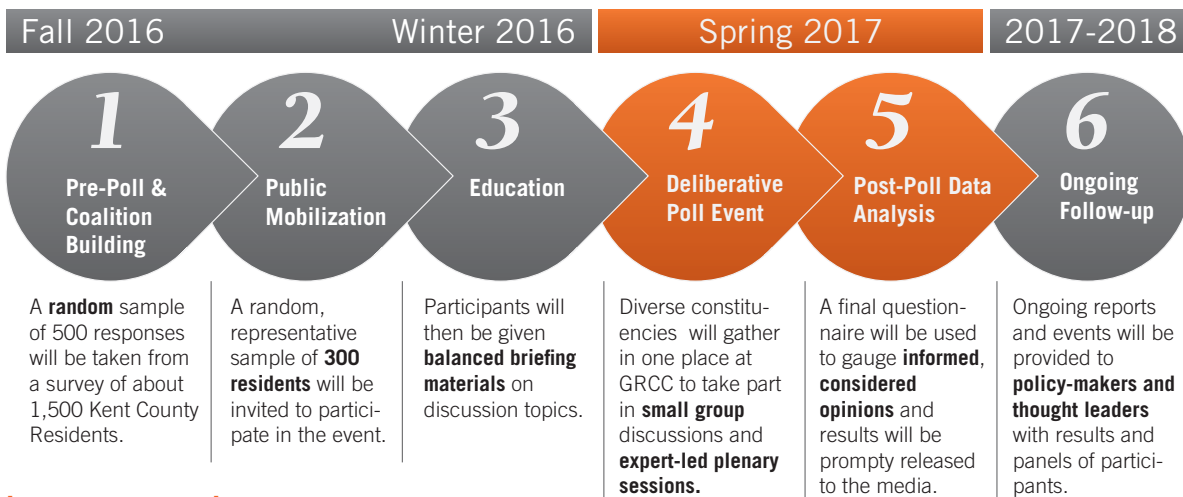 Fall 2016 Winter 2016 Spring 2017 2017-2018
1
Pre-Poll &
Coalition
Building
2
Public
Mobilization
3
Education
4
Deliberative
Poll Event
5
Post-Poll Data
Analysis
6
Ongoing
Follow-up
A random sample
of 500 responses
will be taken from
a survey of about
1,500 Kent County
Residents.
A random,
representative
sample of 300
residents will be
invited to partici-
pate in the event.
Participants will
then be given
balanced briefing
materials on
discussion topics.
Diverse constitu-
encies will gather
in one place at
GRCC to take part
in small group
discussions and
expert-led plenary
sessions.
A final question-
naire will be used
to gauge informed,
considered
opinions and
results will be
prompty released
to the media.
Ongoing reports
and events will be
provided to
policy-makers and
thought leaders
with results and
panels of partici-
pants.